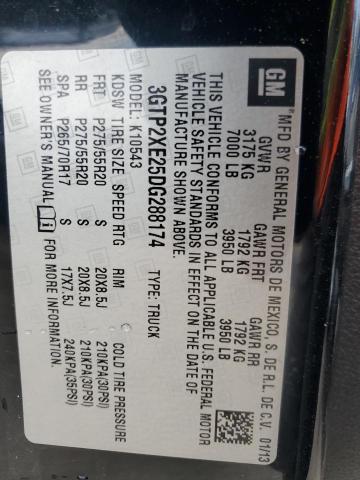 GM
MFD BY GENERAL MOTORS DE MEXICO, S. DE R.L. DE C.V. 01/13
GVWR GAWR FRT GAWR RR
3175 KG 1792 KG 1792 KG
7000 LB 3950 LB 3950 LB
THIS VEHICLE CONFORMS TO ALL APPLICABLE U.S. FEDERAL MOTOR
VEHICLE SAFETY STANDARDS IN EFFECT ON THE DATE OF
MANUFACTURE SHOWN ABOVE.
3GTP2XE25DG288174 TYPE: TRUCK
MODEL: K10543
KDSW TIRE SIZE SPEED RTG RIM COLD TIRE PRESSURE
FRT P275/55R20 S 20X8.5J 210KPA(30PSI)
RR P275/55R20 S 20X8.5J 210KPA(30PSI)
SPA P265/70R17 S 17X7.5J 240KPA(35PSI)
SEE OWNER'S MANUAL FOR MORE INFORMATION.